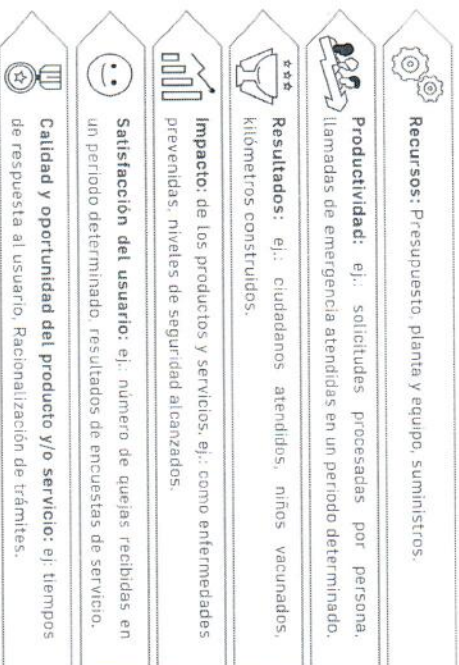 Recursos: Presupuesto, planta y equipo, suministros.
Productividad: ej.: solicitudes procesadas por persona,
llamadas de emergencia atendidas en un periodo determinado.
Resultados: ej.: ciudadanos atendidos, niños vacunados,
kilómetros construidos.
Impacto: de los productos y servicios, ej.: como enfermedades
prevenidas, niveles de seguridad alcanzados.
Satisfacción del usuario: ej.: número de quejas recibidas en
un periodo determinado, resultados de encuestas de servicio.
Calidad y oportunidad del producto y/o servicio: ej: tiempos
de respuesta al usuario, Racionalización de trámites.